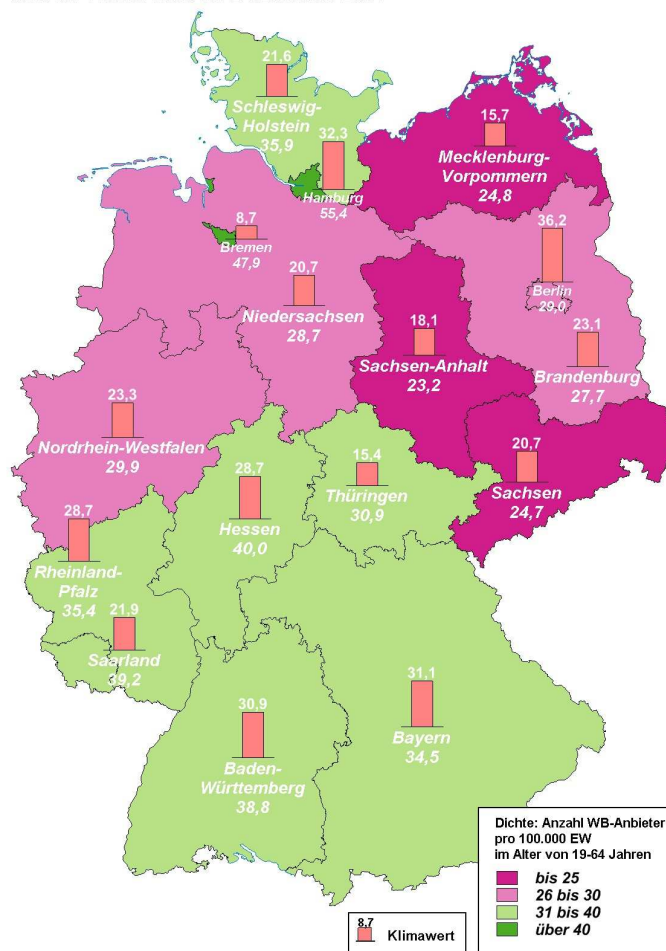 21,6
Schleswig-
Holstein
35,9
32,3
Hamburg
55,4
15,7
Mecklenburg-
Vorpommern
24,8
8,7
Bremen
47,9
36,2
Berlin
29,0
20,7
Niedersachsen
28,7
18,1
Sachsen-Anhalt
23,2
23,1
Brandenburg
27,7
23,3
Nordrhein-Westfalen
29,9
28,7
Hessen
40,0
15,4
Thüringen
30,9
20,7
Sachsen
24,7
28,7
Rheinland-
Pfalz
35,4
21,9
Saarland
39,2
30,9
Baden-
Württemberg
38,8
31,1
Bayern
34,5
Dichte: Anzahl WB-Anbieter
pro 100.000 EW
im Alter von 19-64 Jahren
bis 25
26 bis 30
31 bis 40
über 40
8,7
Klimawert